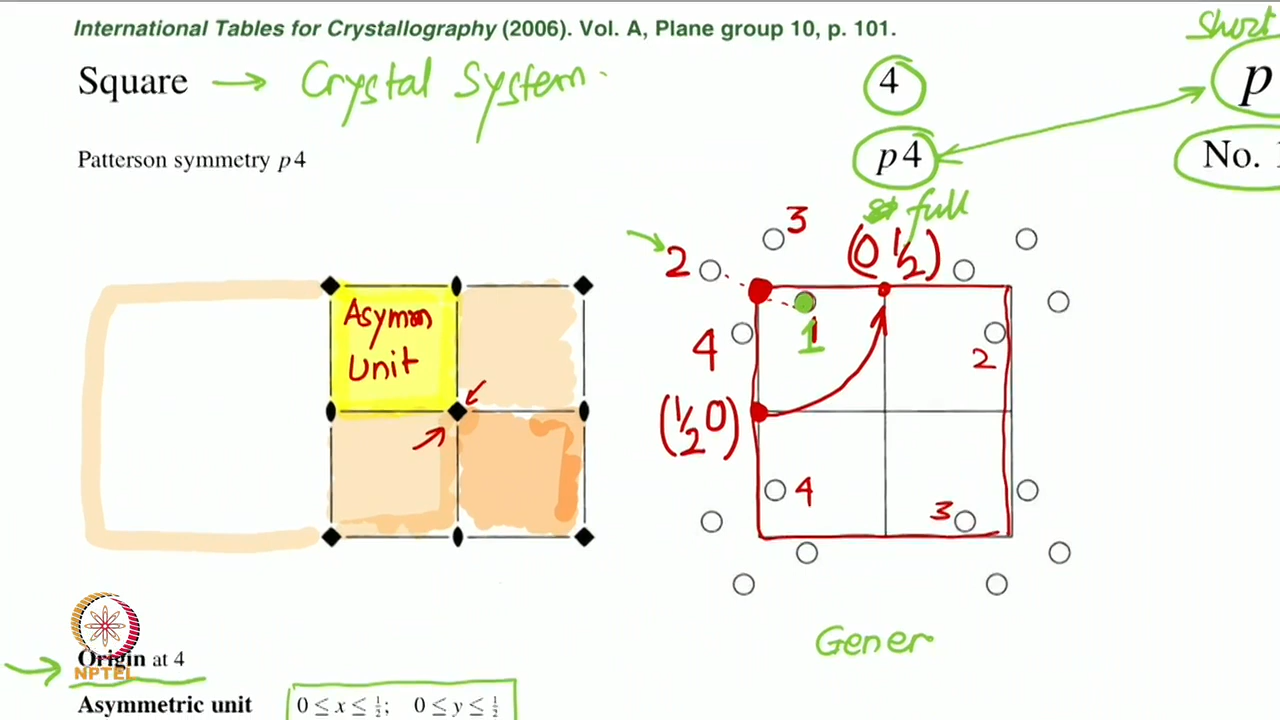 International Tables for Crystallography (2006). Vol. A, Plane group 10, p. 101.
Short
Square → Crystal System
4
p
Patterson symmetry p4
p4
No. 1
full
3
2
(0 ½)
Asymm
Unit
1
4
2
(½ 0)
4
3
Gener
NPTEL
Origin at 4
Asymmetric unit 0 ≤ x ≤ ½; 0 ≤ y ≤ ½